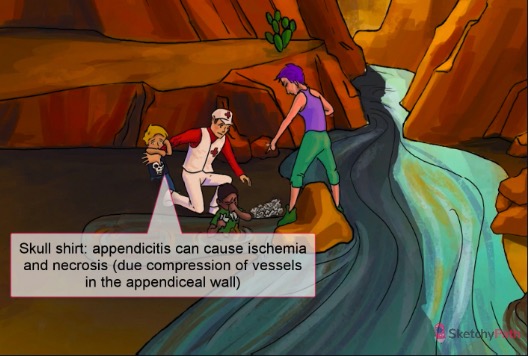 Skull shirt: appendicitis can cause ischemia
and necrosis (due compression of vessels
in the appendiceal wall)
SketchyPath